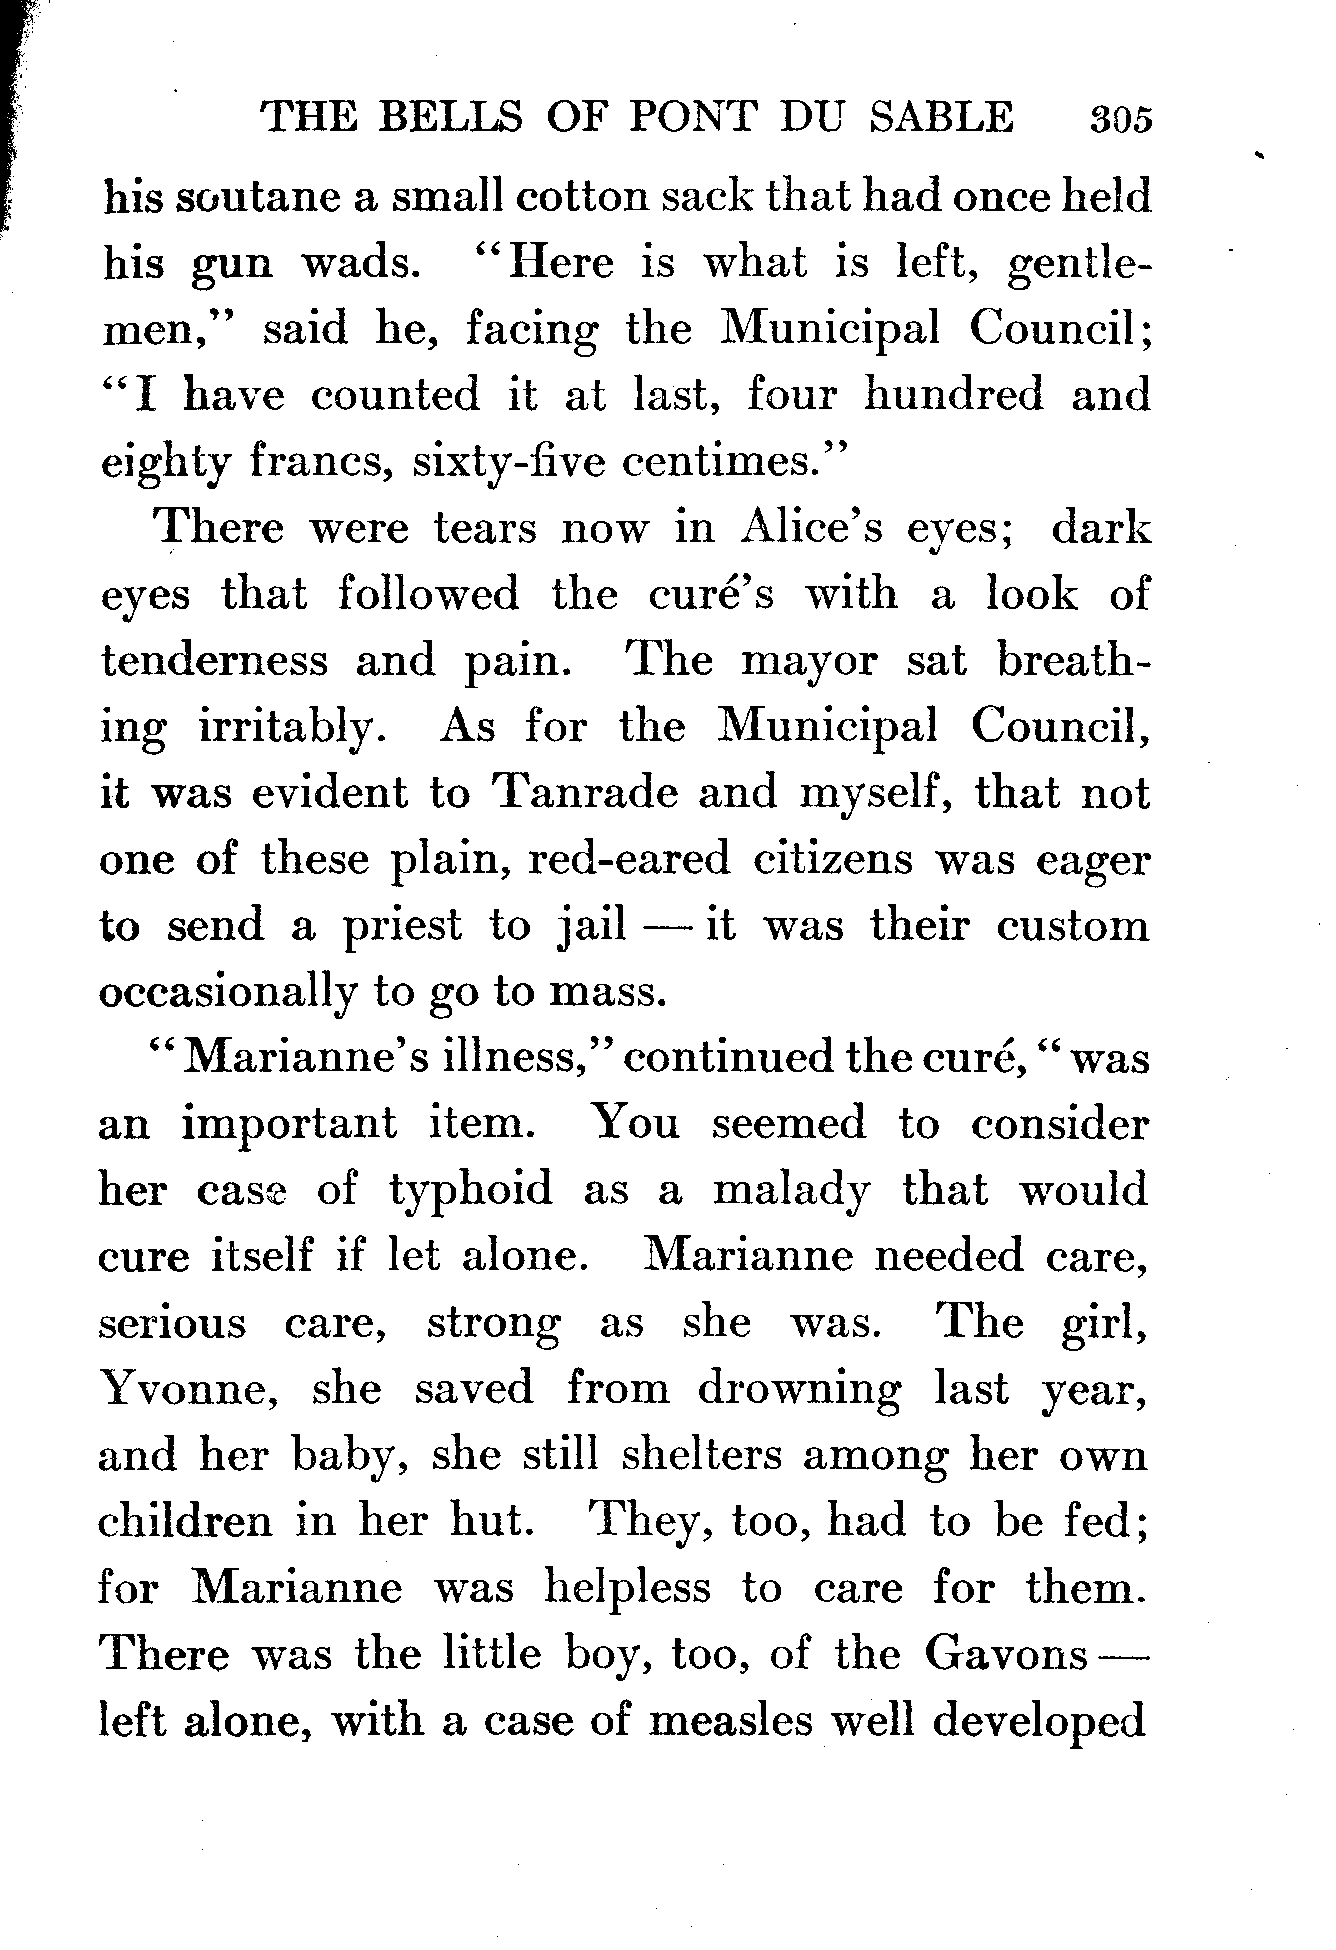 THE BELLS OF PONT DU SABLE 305
his soutane a small cotton sack that had once held
his gun wads. "Here is what is left, gentle-
men," said he, facing the Municipal Council;
"I have counted it at last, four hundred and
eighty francs, sixty-five centimes."
There were tears now in Alice's eyes; dark
eyes that followed the curé's with a look of
tenderness and pain. The mayor sat breath-
ing irritably. As for the Municipal Council,
it was evident to Tanrade and myself, that not
one of these plain, red-eared citizens was eager
to send a priest to jail — it was their custom
occasionally to go to mass.
"Marianne's illness," continued the curé, "was
an important item. You seemed to consider
her case of typhoid as a malady that would
cure itself if let alone. Marianne needed care,
serious care, strong as she was. The girl,
Yvonne, she saved from drowning last year,
and her baby, she still shelters among her own
children in her hut. They, too, had to be fed;
for Marianne was helpless to care for them.
There was the little boy, too, of the Gavons—
left alone, with a case of measles well developed